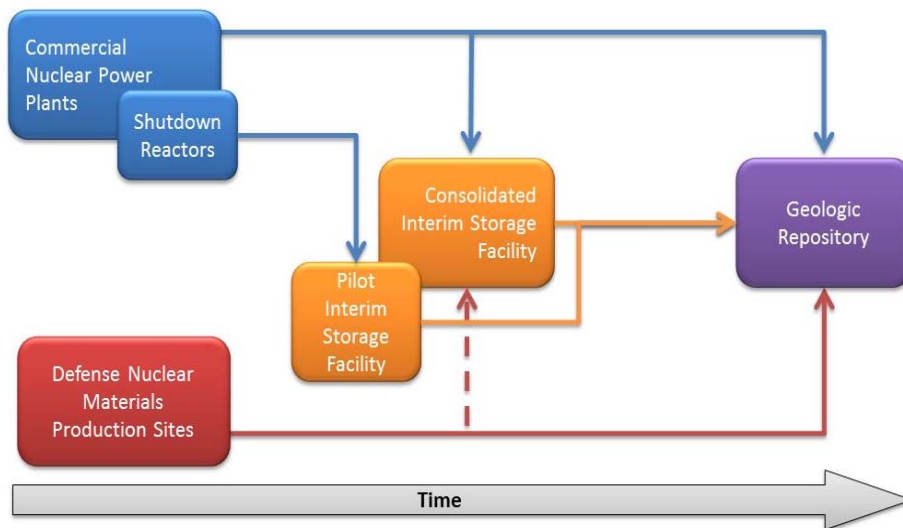 Commercial
Nuclear Power
Plants
Shutdown
Reactors
Consolidated
Interim Storage
Facility
Geologic
Repository
Pilot
Interim
Storage
Facility
Defense Nuclear
Materials
Production Sites
Time